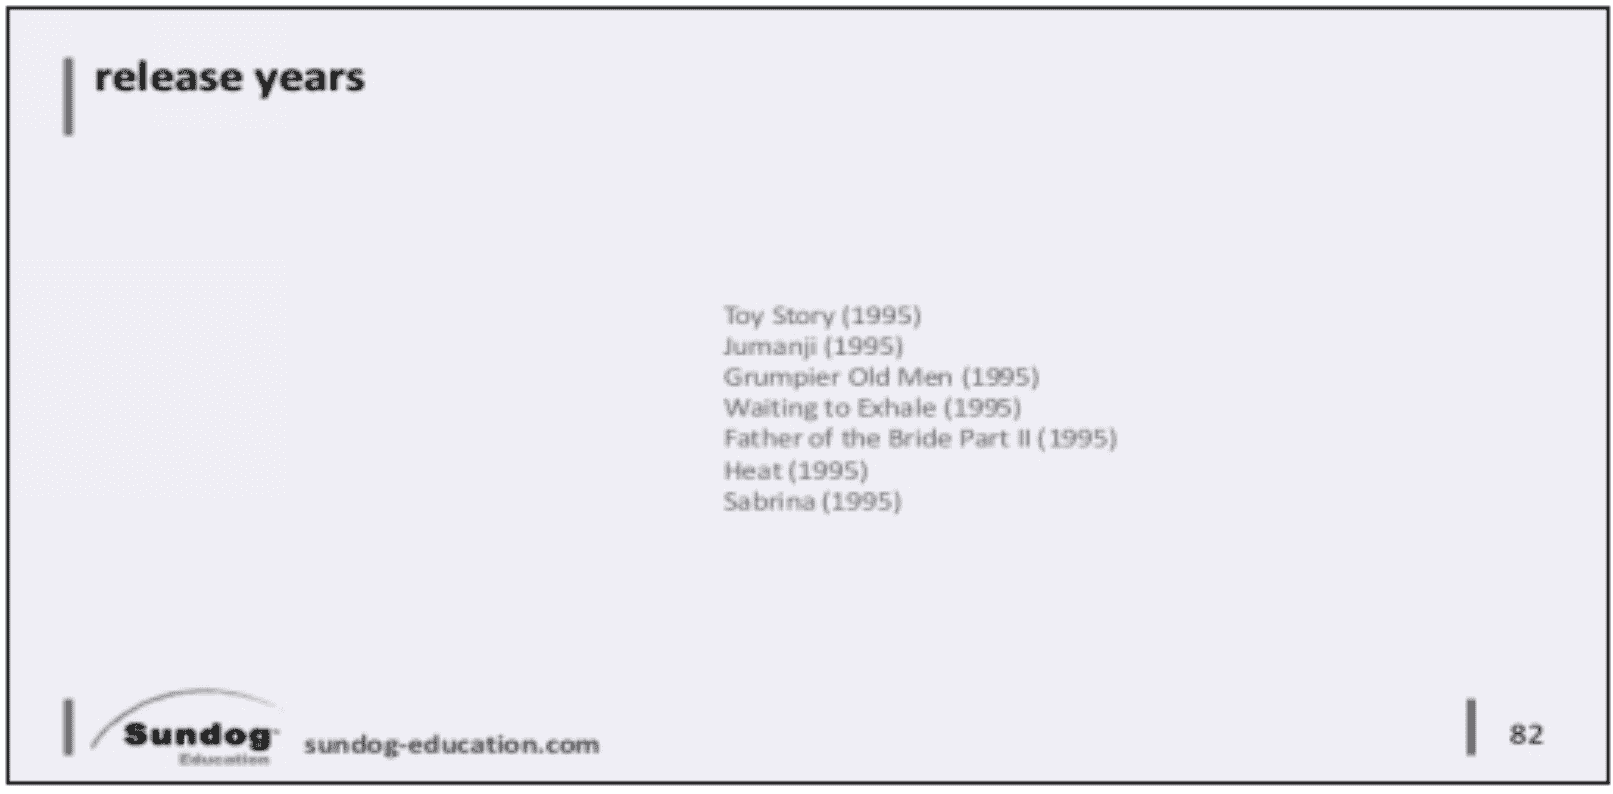 release years
Toy Story (1995)
Jumanji (1995)
Grumpier Old Men (1995)
Waiting to Exhale (1995)
Father of the Bride Part II (1995)
Heat (1995)
Sabrina (1995)
Sundog
Education
sundog-education.com
82